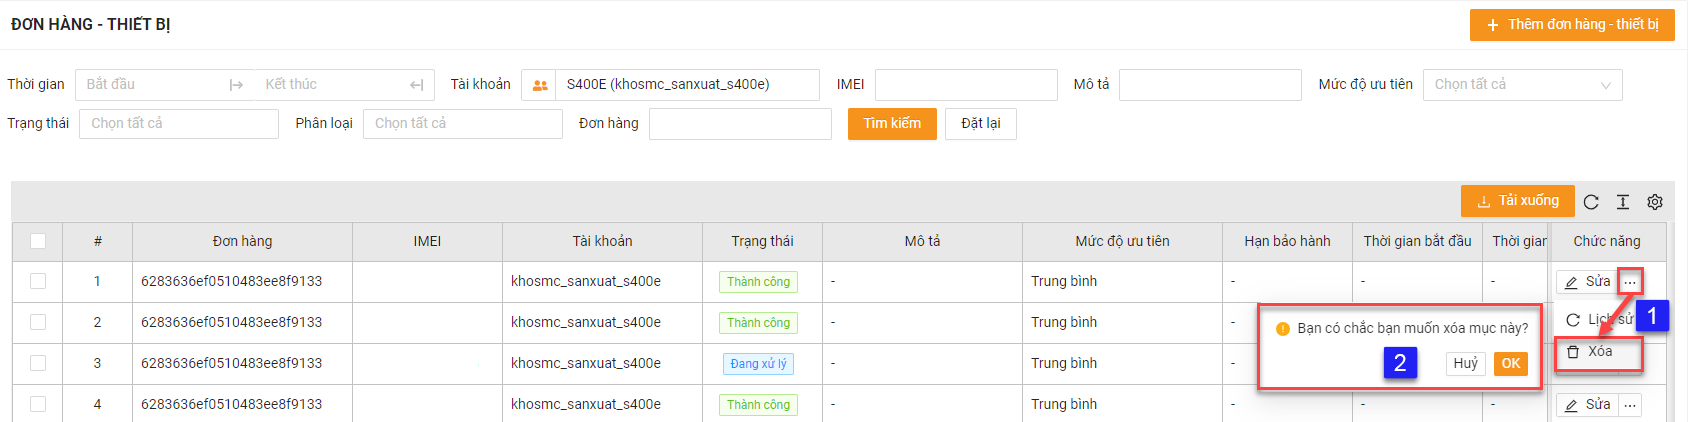 ĐƠN HÀNG - THIẾT BỊ
Thêm đơn hàng - thiết bị
Thời gian Bắt đầu Kết thúc Tài khoản S400E (khosmc_sanxuat_s400e) IMEI Mô tả Mức độ ưu tiên Chọn tất cả
Trạng thái Chọn tất cả Phân loại Chọn tất cả Đơn hàng Tìm kiếm Đặt lại
Tải xuống
# Đơn hàng IMEI Tài khoản Trạng thái Mô tả Mức độ ưu tiên Hạn bảo hành Thời gian bắt đầu Thời gian Chức năng
1 6283636ef0510483ee8f9133 khosmc_sanxuat_s400e Thành công - Trung bình - - - Sửa ...
2 6283636ef0510483ee8f9133 khosmc_sanxuat_s400e Thành công - Trung bình
Bạn có chắc bạn muốn xóa mục này?
Lịch sử 1
3 6283636ef0510483ee8f9133 khosmc_sanxuat_s400e Đang xử lý - Trung bình
2 Huỷ OK
Xóa
4 6283636ef0510483ee8f9133 khosmc_sanxuat_s400e Thành công - Trung bình - - - Sửa ...